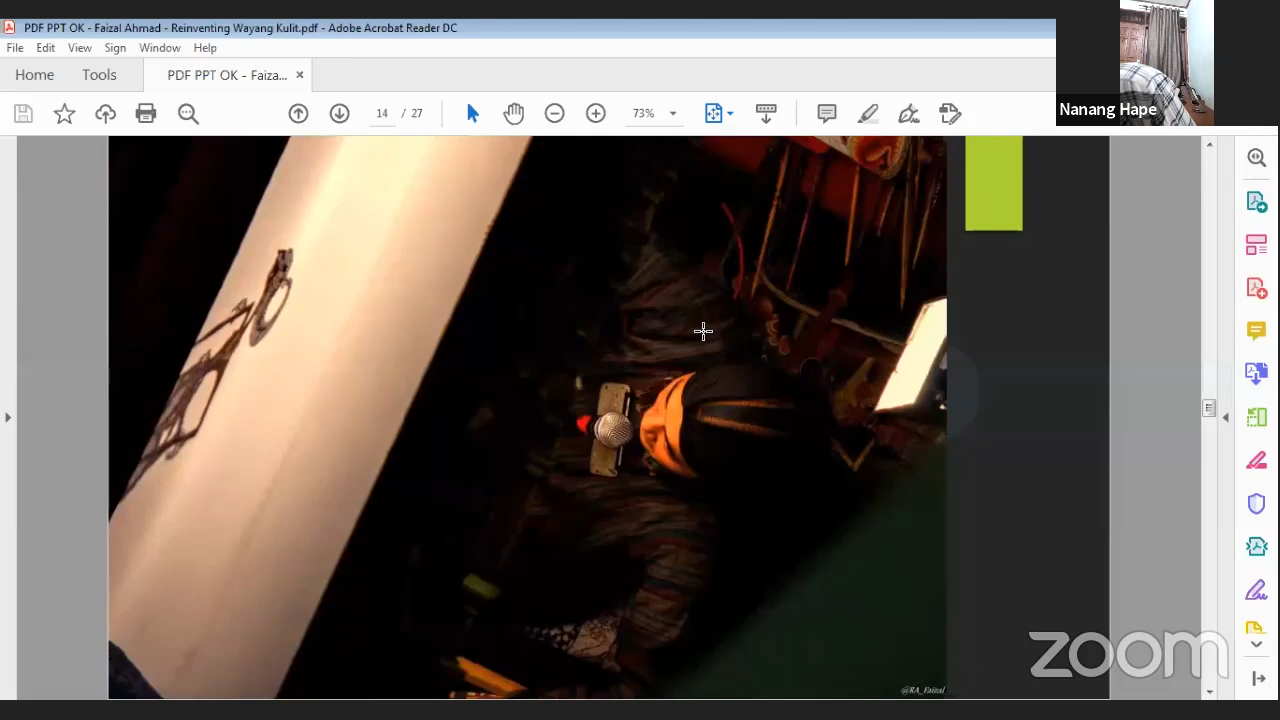 PDF PPT OK - Faizal Ahmad - Reinventing Wayang Kulit.pdf - Adobe Acrobat Reader DC
File Edit View Sign Window Help
Home Tools PDF PPT OK - Faiza... ×
14 / 27 73%
Nanang Hape
zoom
@RA_Faizal